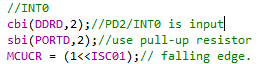 //INT0
cbi(DDRD,2);//PD2/INT0 is input
sbi(PORTD,2);//use pull-up resistor
MCUCR = (1<<ISC01);// falling edge.